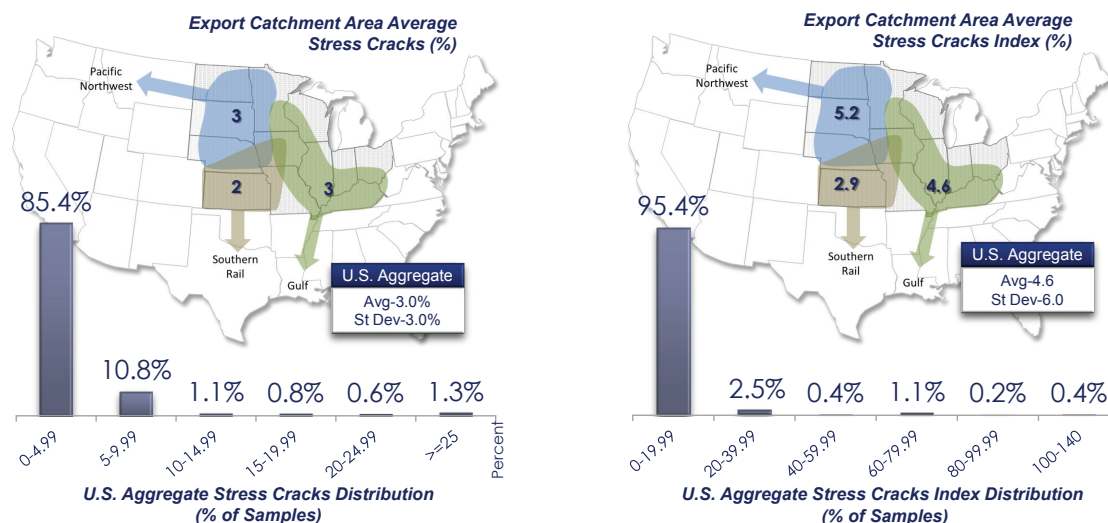 Export Catchment Area Average
Stress Cracks (%)
Pacific
Northwest
3
2
3
Southern
Rail
Gulf
U.S. Aggregate
Avg-3.0%
St Dev-3.0%
85.4%
10.8%
1.1%
0.8%
0.6%
1.3%
0-4.99
5-9.99
10-14.99
15-19.99
20-24.99
>=25
Percent
U.S. Aggregate Stress Cracks Distribution
(% of Samples)
Export Catchment Area Average
Stress Cracks Index (%)
Pacific
Northwest
5.2
2.9
4.6
Southern
Rail
Gulf
U.S. Aggregate
Avg-4.6
St Dev-6.0
95.4%
2.5%
0.4%
1.1%
0.2%
0.4%
0-19.99
20-39.99
40-59.99
60-79.99
80-99.99
100-140
U.S. Aggregate Stress Cracks Index Distribution
(% of Samples)